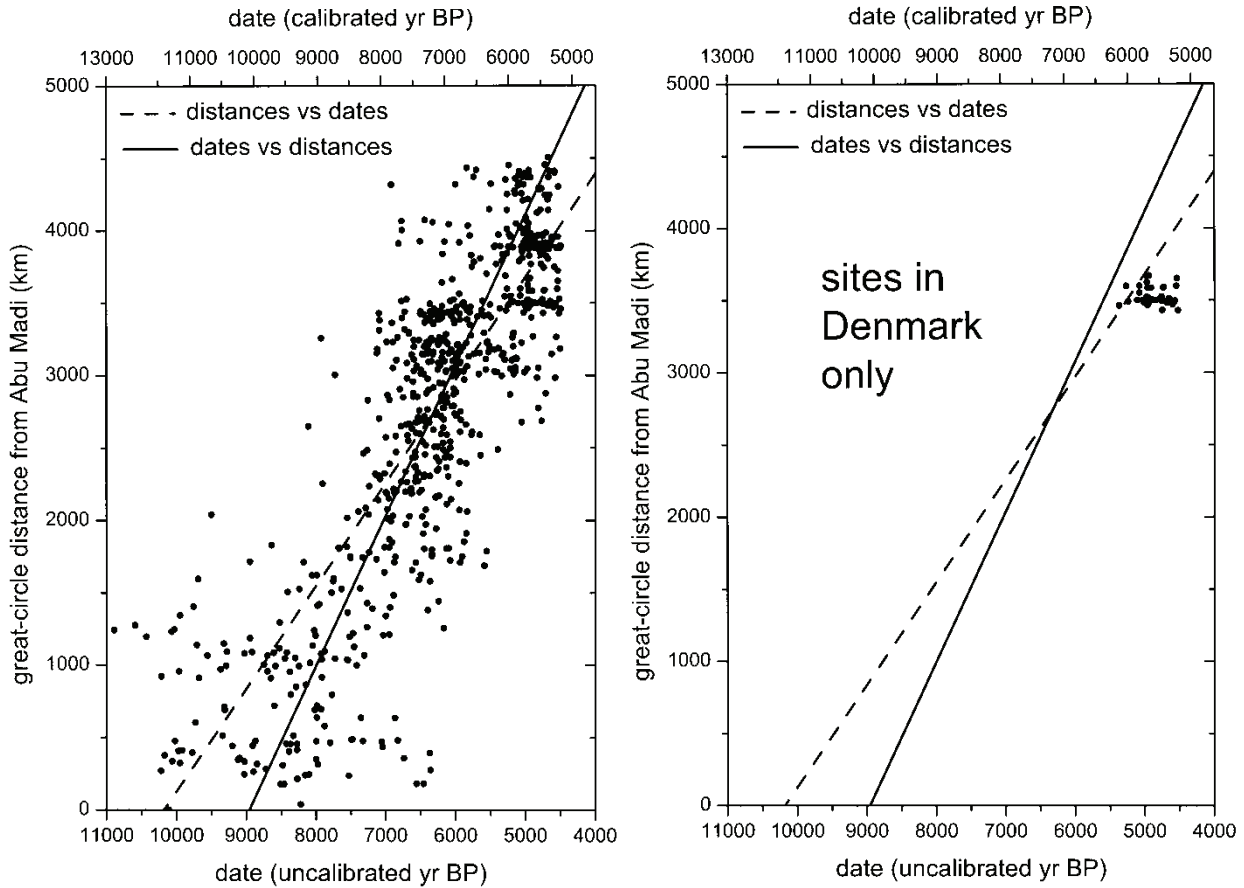 date (calibrated yr BP)
13000 11000 10000 9000 8000 7000 6000 5000
5000
distances vs dates
dates vs distances
4000
3000
2000
1000
0
great-circle distance from Abu Madi (km)
11000 10000 9000 8000 7000 6000 5000 4000
date (uncalibrated yr BP)
date (calibrated yr BP)
13000 11000 10000 9000 8000 7000 6000 5000
5000
distances vs dates
dates vs distances
4000
sites in
Denmark
only
3000
2000
1000
0
great-circle distance from Abu Madi (km)
11000 10000 9000 8000 7000 6000 5000 4000
date (uncalibrated yr BP)